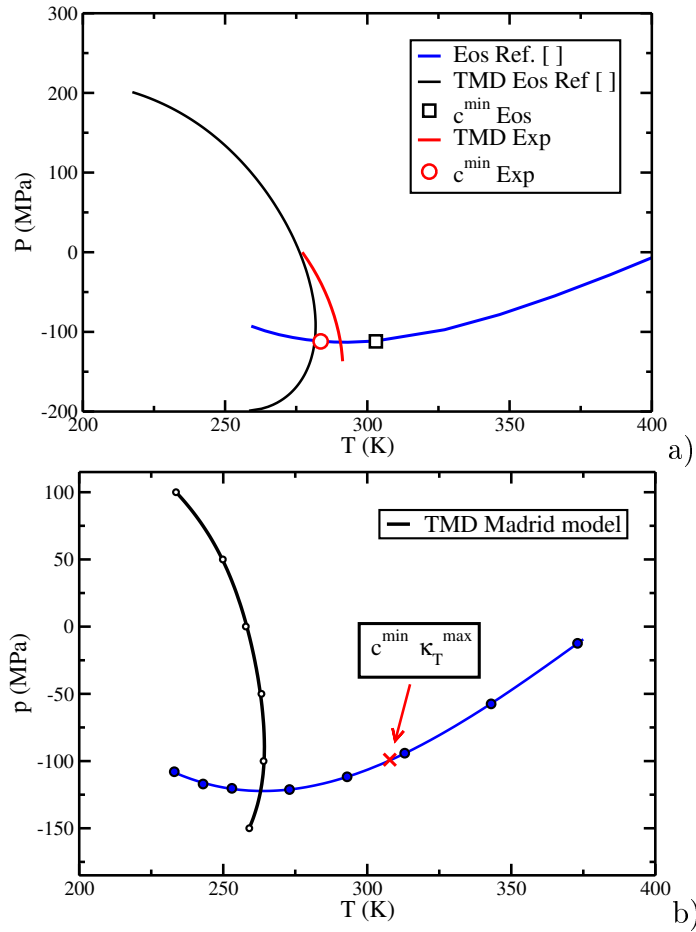 300
200
100
0
-100
-200
P (MPa)
Eos Ref. [ ]
TMD Eos Ref [ ]
c^min Eos
TMD Exp
c^min Exp
200 250 300 350 400
T (K)
a)
100
50
0
-50
-100
-150
p (MPa)
TMD Madrid model
c^min κ_T^max
200 250 300 350 400
T (K)
b)